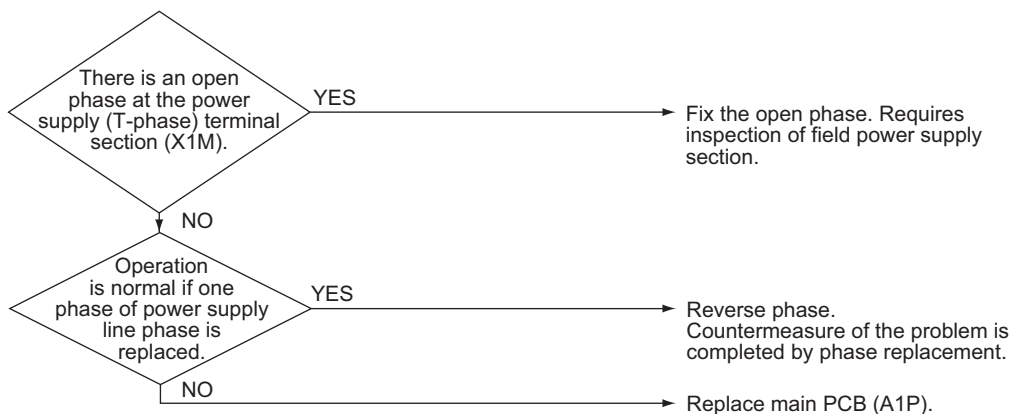 There is an open
phase at the power
supply (T-phase) terminal
section (X1M).
YES
Fix the open phase. Requires
inspection of field power supply
section.
NO
Operation
is normal if one
phase of power supply
line phase is
replaced.
YES
Reverse phase.
Countermeasure of the problem is
completed by phase replacement.
NO
Replace main PCB (A1P).